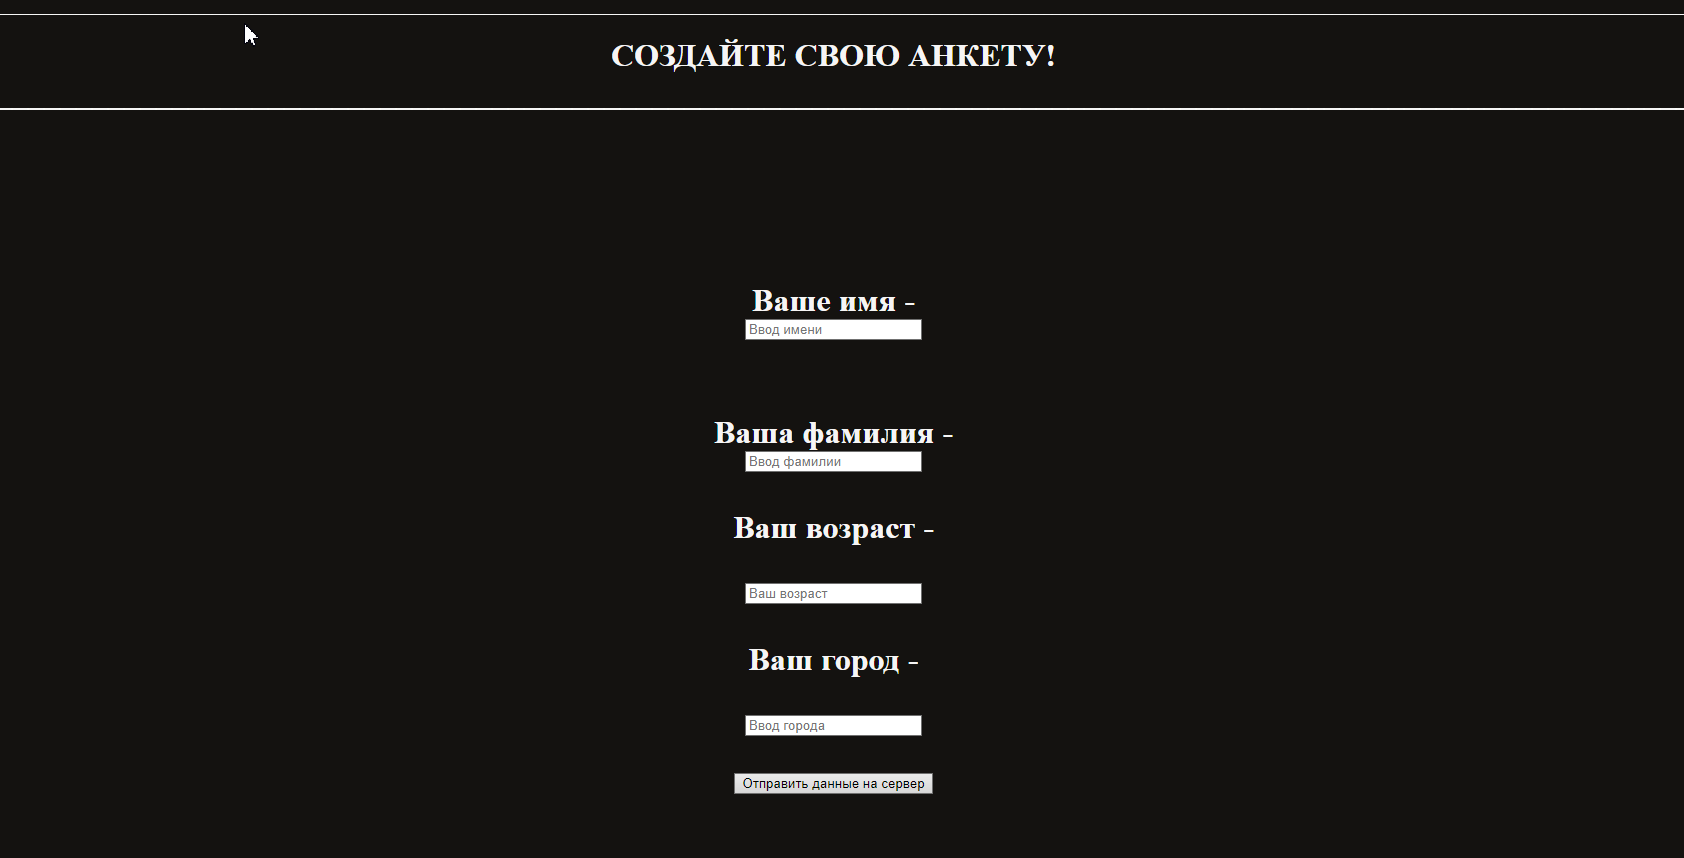 СОЗДАЙТЕ СВОЮ АНКЕТУ!
Ваше имя -
Ввод имени
Ваша фамилия -
Ввод фамилии
Ваш возраст -
Ваш возраст
Ваш город -
Ввод города
Отправить данные на сервер